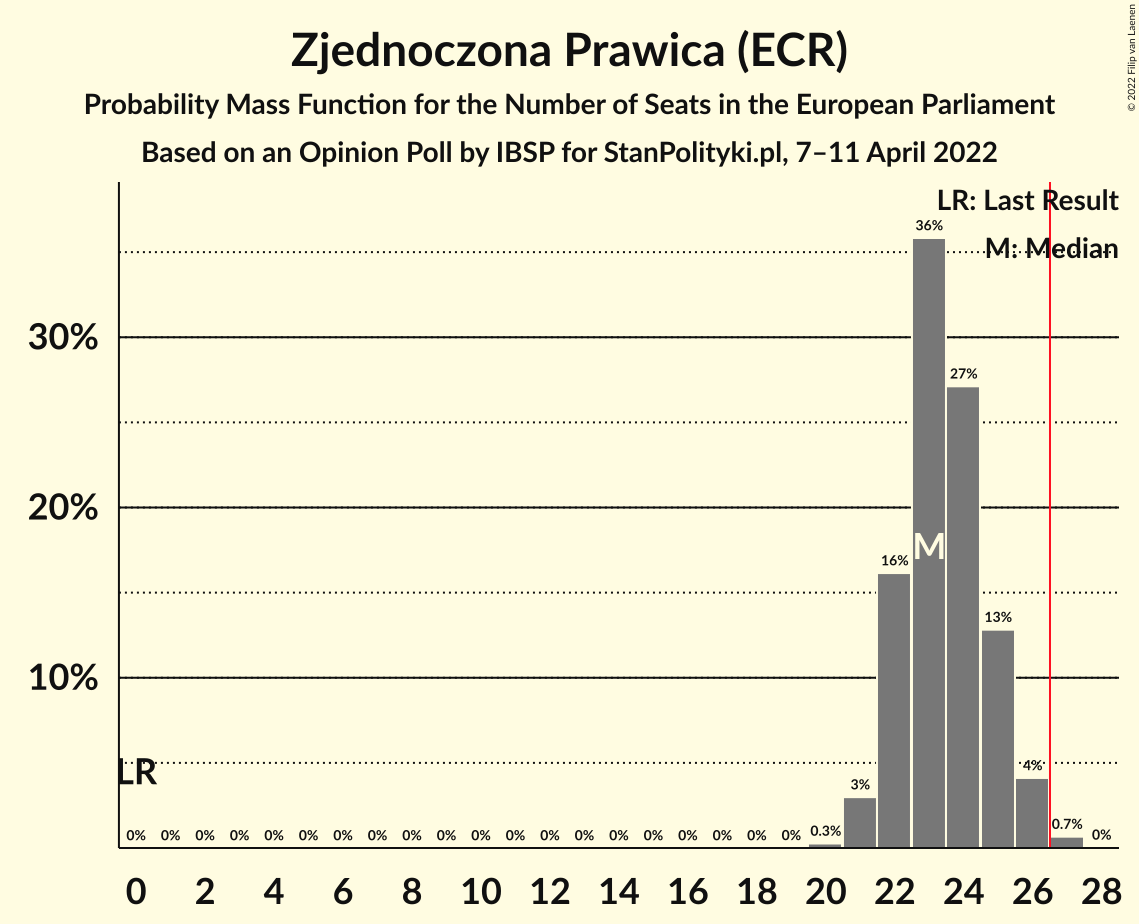 Zjednoczona Prawica (ECR)
Probability Mass Function for the Number of Seats in the European Parliament
Based on an Opinion Poll by IBSP for StanPolityki.pl, 7–11 April 2022
© 2022 Filip van Laenen
LR: Last Result
M: Median
30%
20%
10%
36%
27%
M
16%
13%
LR
4%
3%
0% 0% 0% 0% 0% 0% 0% 0% 0% 0% 0% 0% 0% 0% 0% 0% 0% 0% 0% 0% 0.3% 0.7% 0%
0 2 4 6 8 10 12 14 16 18 20 22 24 26 28